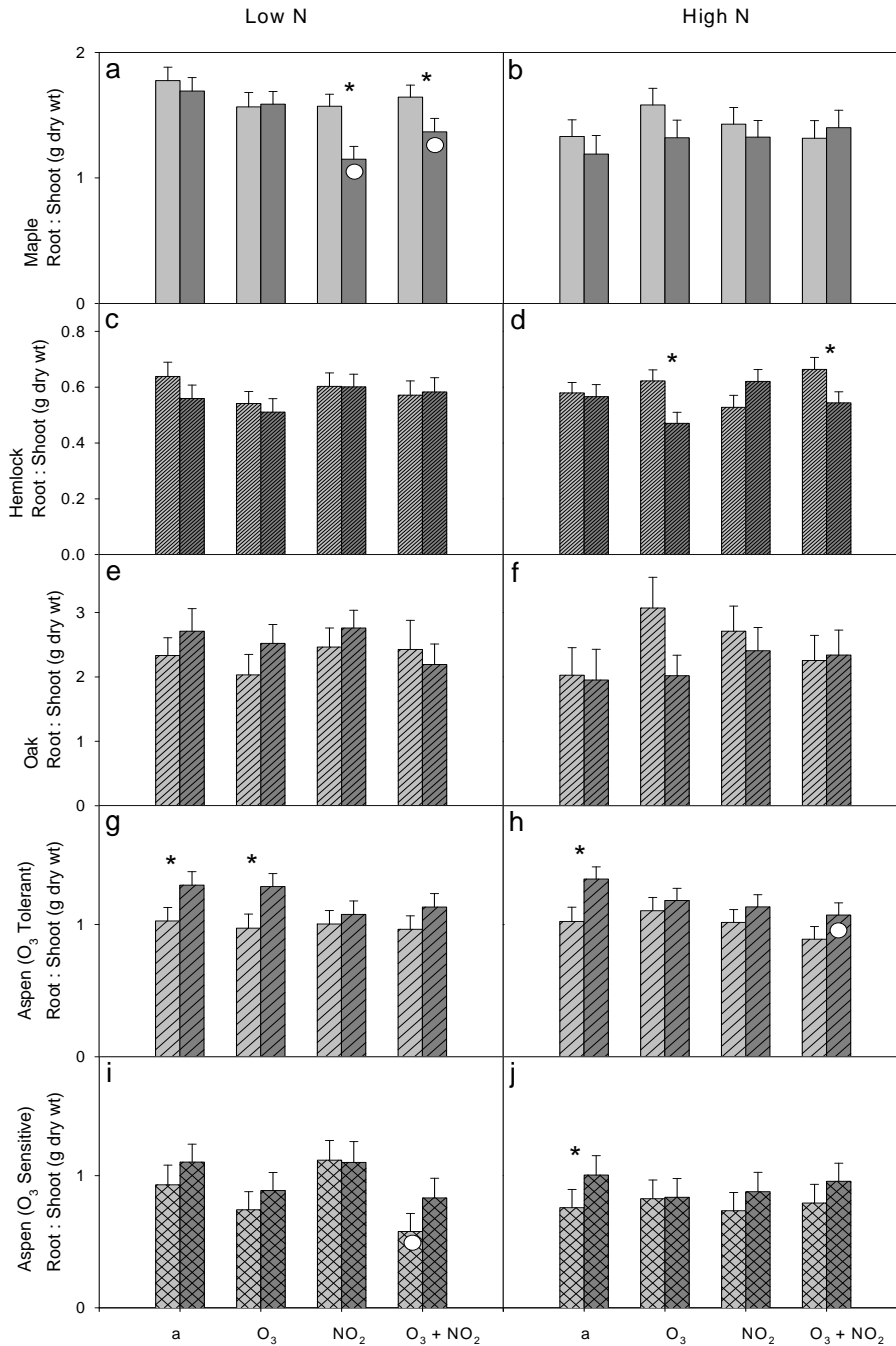 Low N High N
2
a
*
*
b
1
0
Maple
Root : Shoot (g dry wt)
0.8
c
d
*
*
0.6
0.4
0.2
0.0
Hemlock
Root : Shoot (g dry wt)
e
f
3
2
1
0
Oak
Root : Shoot (g dry wt)
g
*
*
h
*
1
0
Aspen (O₃ Tolerant)
Root : Shoot (g dry wt)
i
j
*
1
0
Aspen (O₃ Sensitive)
Root : Shoot (g dry wt)
a O₃ NO₂ O₃ + NO₂ a O₃ NO₂ O₃ + NO₂